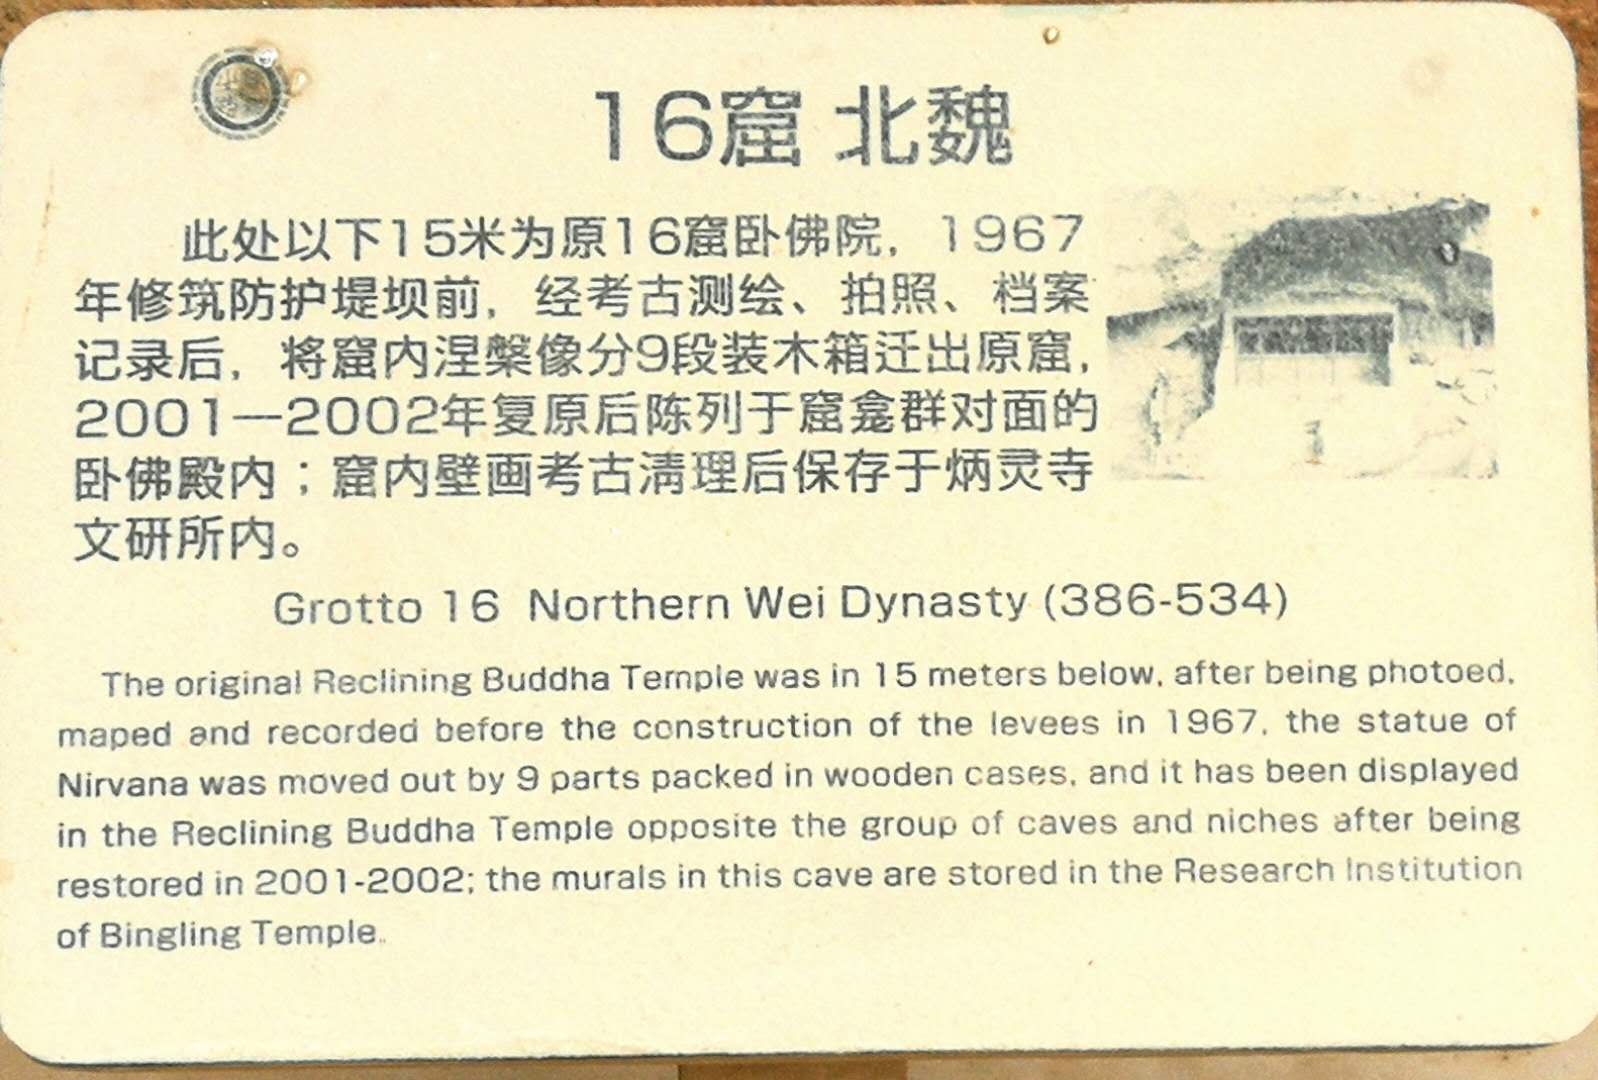 16窟 北魏
此处以下15米为原16窟卧佛院，1967
年修筑防护堤坝前，经考古测绘、拍照、档案
记录后，将窟内涅槃像分9段装木箱迁出原窟，
2001—2002年复原后陈列于窟龛群对面的
卧佛殿内；窟内壁画考古清理后保存于炳灵寺
文研所内。
Grotto 16 Northern Wei Dynasty (386-534)
The original Reclining Buddha Temple was in 15 meters below, after being photoed,
maped and recorded before the construction of the levees in 1967, the statue of
Nirvana was moved out by 9 parts packed in wooden cases, and it has been displayed
in the Reclining Buddha Temple opposite the group of caves and niches after being
restored in 2001-2002; the murals in this cave are stored in the Research Institution
of Bingling Temple.